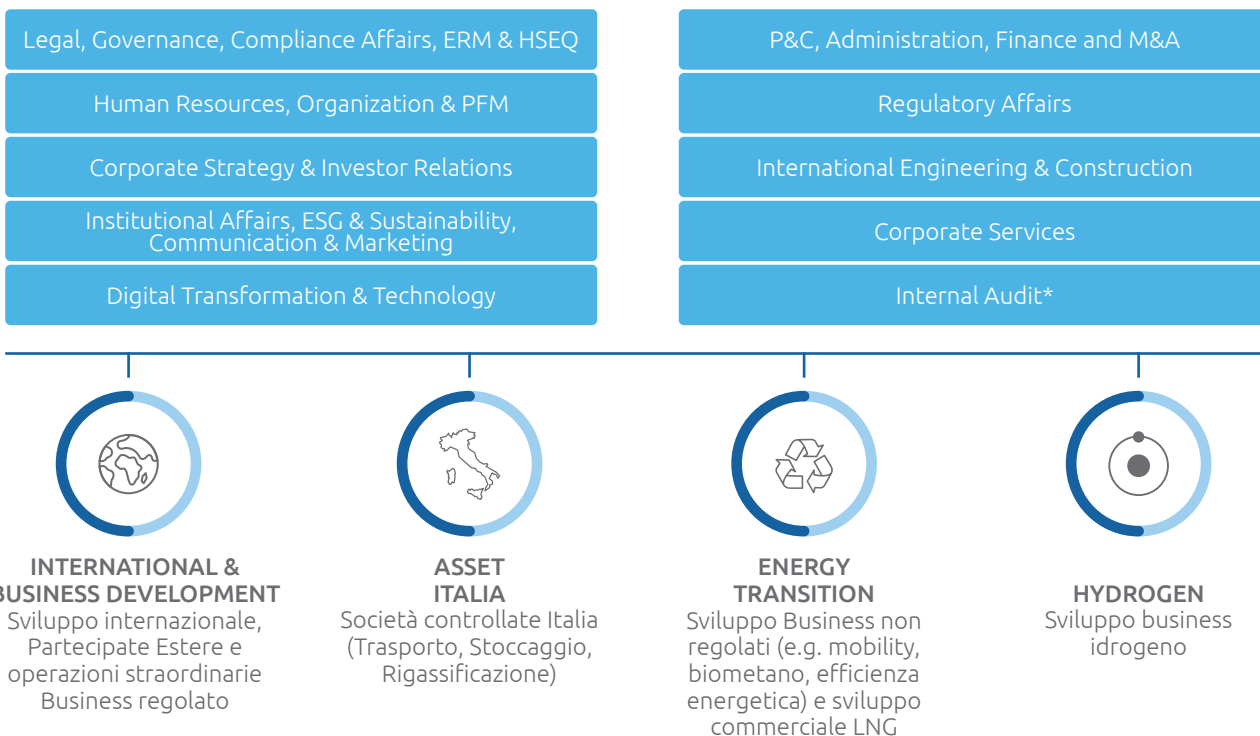 Legal, Governance, Compliance Affairs, ERM & HSEQ
Human Resources, Organization & PFM
Corporate Strategy & Investor Relations
Institutional Affairs, ESG & Sustainability,
Communication & Marketing
Digital Transformation & Technology
P&C, Administration, Finance and M&A
Regulatory Affairs
International Engineering & Construction
Corporate Services
Internal Audit*
INTERNATIONAL &
BUSINESS DEVELOPMENT
Sviluppo internazionale,
Partecipate Estere e
operazioni straordinarie
Business regolato
ASSET
ITALIA
Società controllate Italia
(Trasporto, Stoccaggio,
Rigassificazione)
ENERGY
TRANSITION
Sviluppo Business non
regolati (e.g. mobility,
biometano, efficienza
energetica) e sviluppo
commerciale LNG
HYDROGEN
Sviluppo business
idrogeno